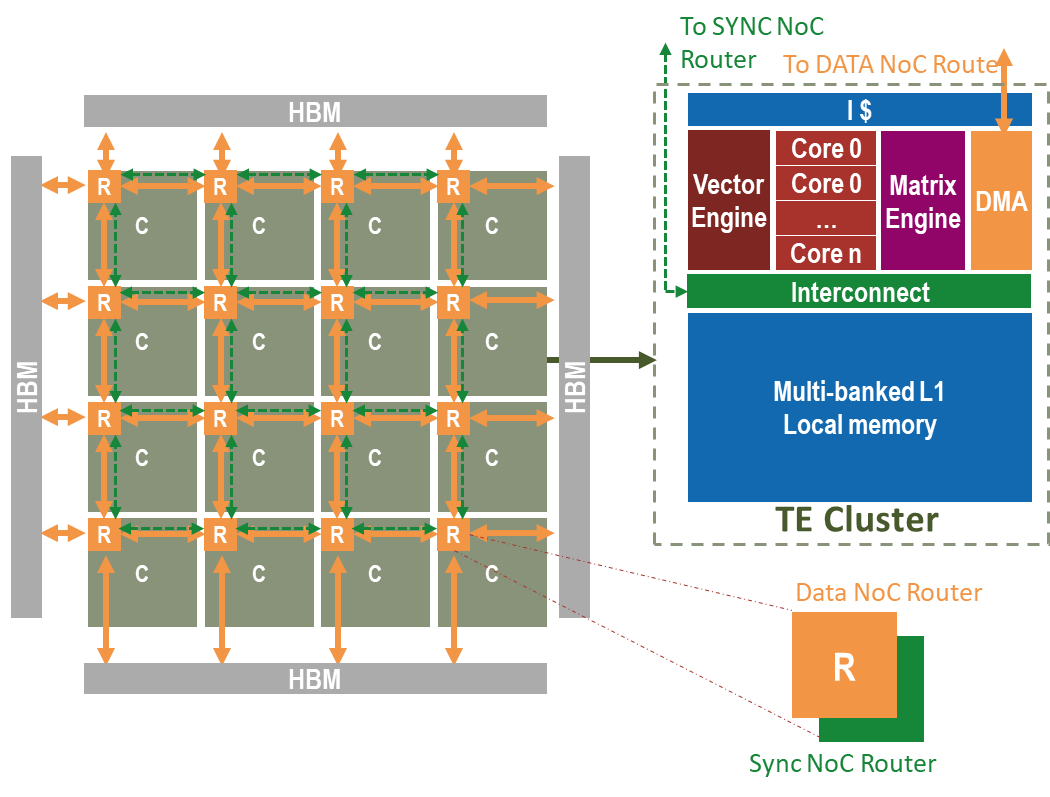 To SYNC NoC
Router
To DATA NoC Route
HBM
I $
Vector
Engine
Core 0
Core 0
...
Core n
Matrix
Engine
DMA
Interconnect
Multi-banked L1
Local memory
TE Cluster
HBM
HBM
R
R
R
R
C
C
C
C
R
R
R
R
C
C
C
C
R
R
R
R
C
C
C
C
R
R
R
R
C
C
C
C
HBM
Data NoC Router
R
Sync NoC Router